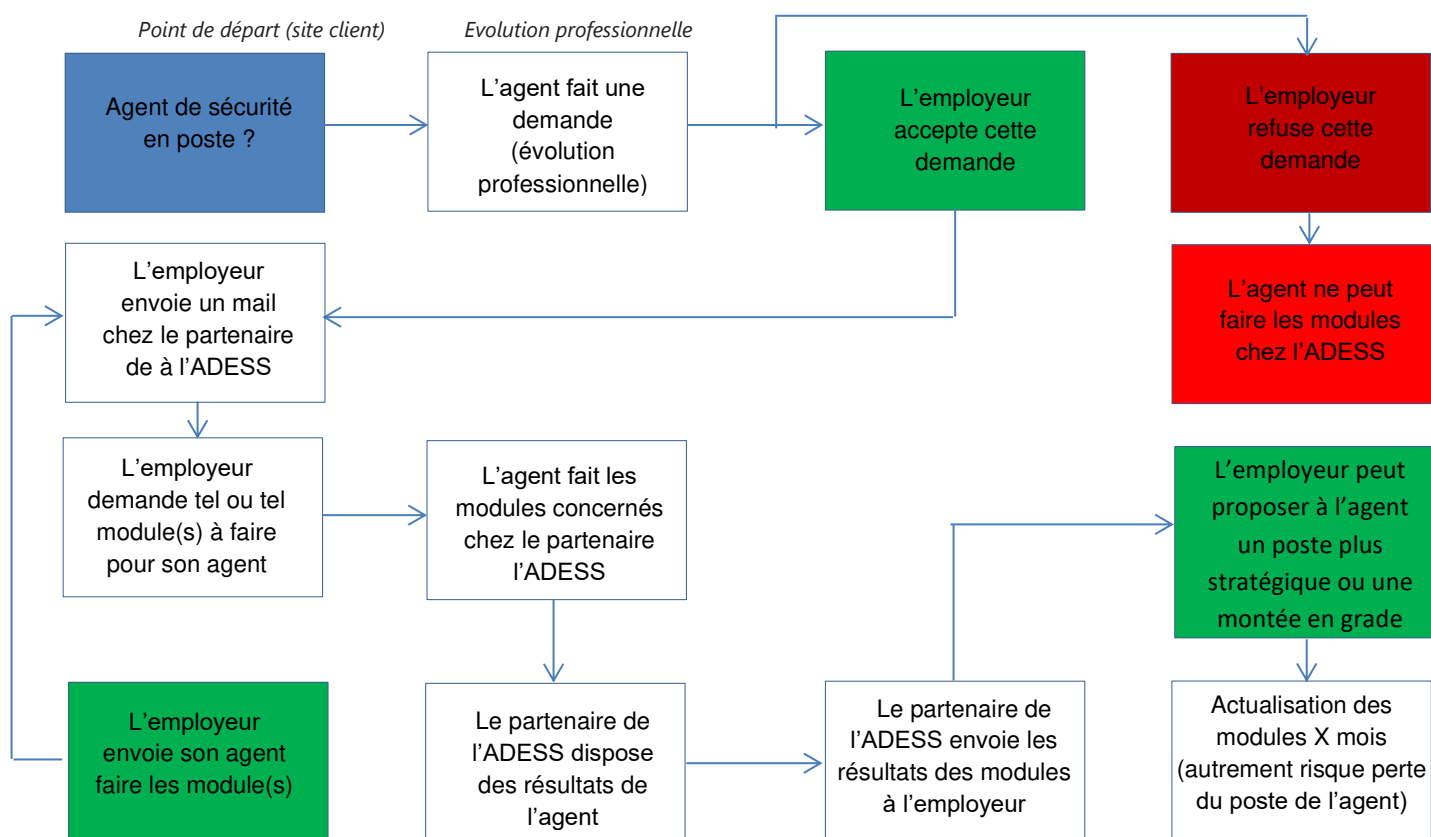 Point de départ (site client)
Evolution professionnelle
Agent de sécurité
en poste ?
L'agent fait une
demande
(évolution
professionnelle)
L'employeur
accepte cette
demande
L'employeur
refuse cette
demande
L'employeur
envoie un mail
chez le partenaire
de à l'ADESS
L'agent ne peut
faire les modules
chez l'ADESS
L'employeur
demande tel ou tel
module(s) à faire
pour son agent
L'agent fait les
modules concernés
chez le partenaire
l'ADESS
L'employeur peut
proposer à l'agent
un poste plus
stratégique ou une
montée en grade
L'employeur
envoie son agent
faire les module(s)
Le partenaire de
l'ADESS dispose
des résultats de
l'agent
Le partenaire de
l'ADESS envoie les
résultats des modules
à l'employeur
Actualisation des
modules X mois
(autrement risque perte
du poste de l'agent)